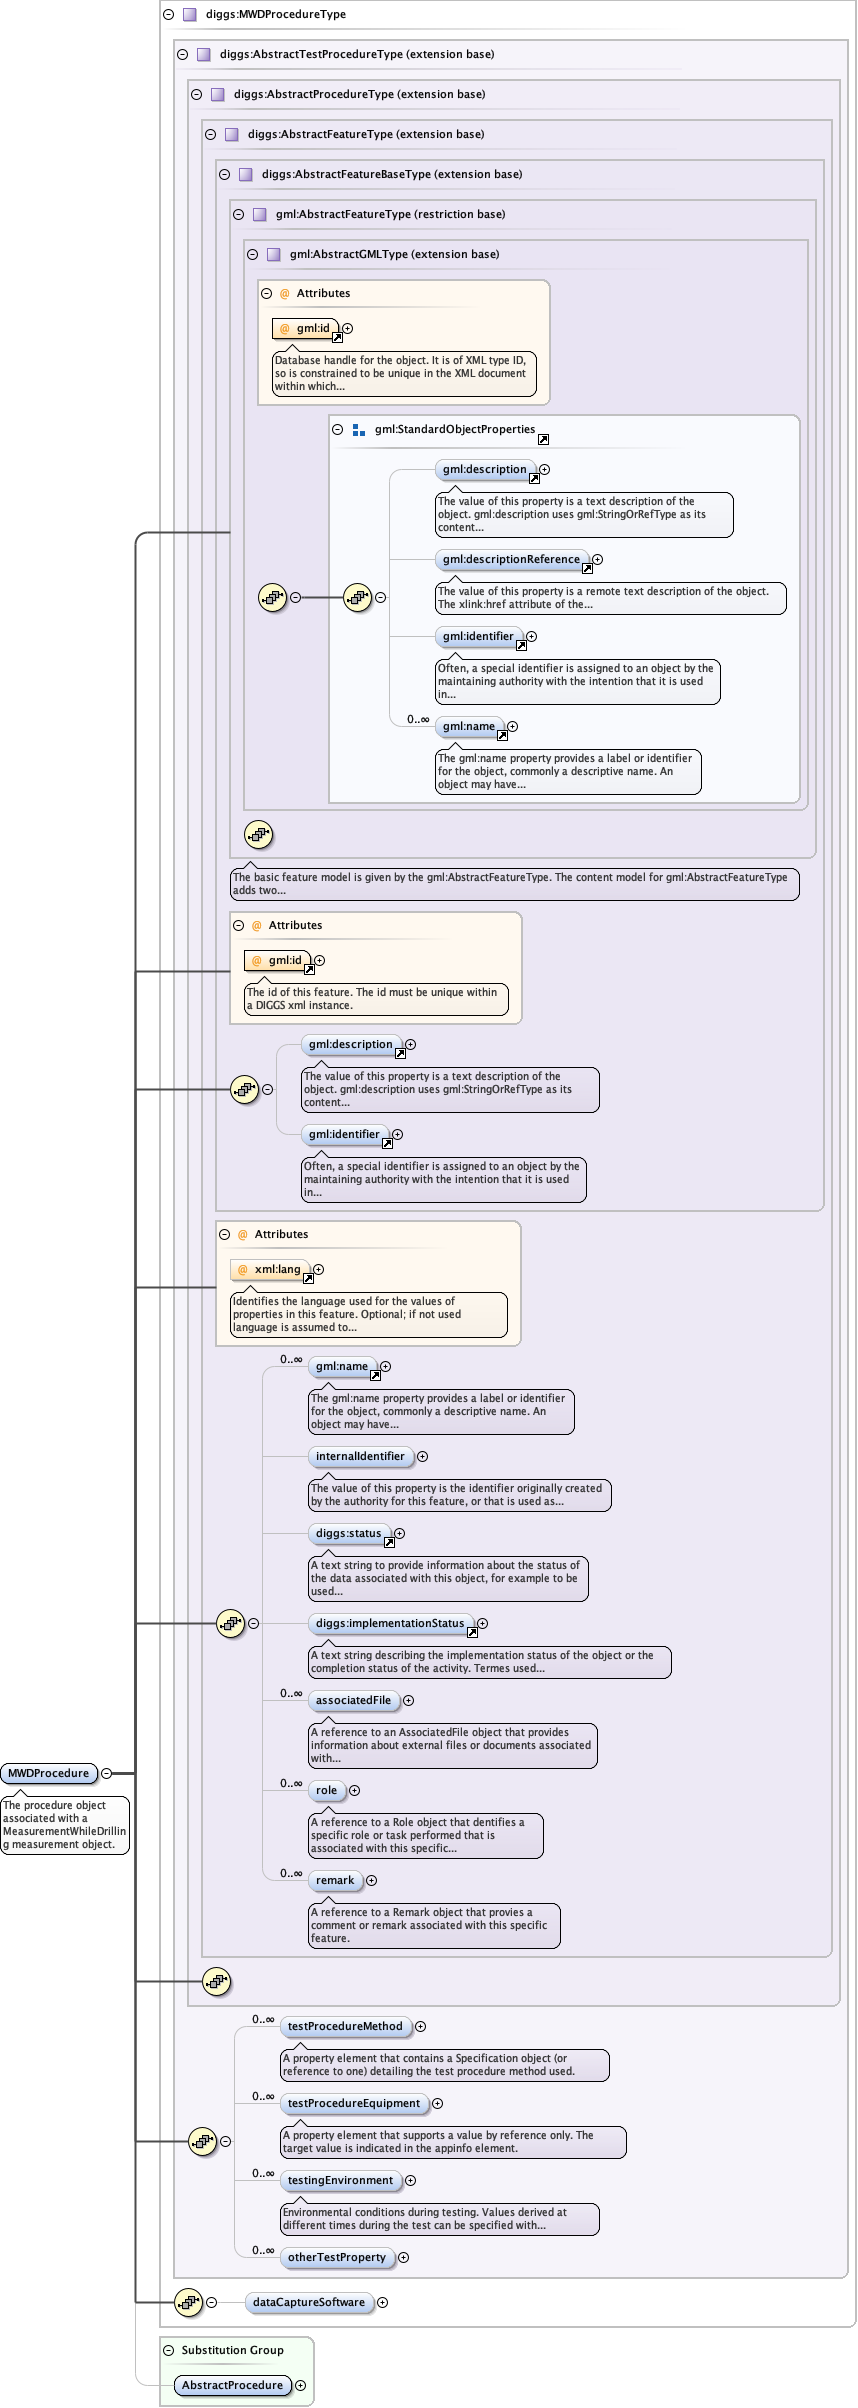 diggs:MWDProcedureType
diggs:AbstractTestProcedureType (extension base)
diggs:AbstractProcedureType (extension base)
diggs:AbstractFeatureType (extension base)
diggs:AbstractFeatureBaseType (extension base)
gml:AbstractFeatureType (restriction base)
gml:AbstractGMLType (extension base)
@ Attributes
@ gml:id
Database handle for the object. It is of XML type ID,
so is constrained to be unique in the XML document
within which...
gml:StandardObjectProperties
gml:description
The value of this property is a text description of the
object. gml:description uses gml:StringOrRefType as its
content...
gml:descriptionReference
The value of this property is a remote text description of the object.
The xlink:href attribute of the...
gml:identifier
Often, a special identifier is assigned to an object by the
maintaining authority with the intention that it is used
in...
0..∞
gml:name
The gml:name property provides a label or identifier
for the object, commonly a descriptive name. An
object may have...
The basic feature model is given by the gml:AbstractFeatureType. The content model for gml:AbstractFeatureType
adds two...
@ Attributes
@ gml:id
The id of this feature. The id must be unique within
a DIGGS xml instance.
gml:description
The value of this property is a text description of the
object. gml:description uses gml:StringOrRefType as its
content...
gml:identifier
Often, a special identifier is assigned to an object by the
maintaining authority with the intention that it is used
in...
@ Attributes
@ xml:lang
Identifies the language used for the values of
properties in this feature. Optional; if not used
language is assumed to...
0..∞
gml:name
The gml:name property provides a label or identifier
for the object, commonly a descriptive name. An
object may have...
internalIdentifier
The value of this property is the identifier originally created
by the authority for this feature, or that is used as...
diggs:status
A text string to provide information about the status of
the data associated with this object, for example to be
used...
diggs:implementationStatus
A text string describing the implementation status of the object or the
completion status of the activity. Termes used...
0..∞
associatedFile
A reference to an AssociatedFile object that provides
information about external files or documents associated
with...
MWDProcedure
The procedure object
associated with a
MeasurementWhileDrillin
g measurement object.
0..∞
role
A reference to a Role object that dentifies a
specific role or task performed that is
associated with this specific...
0..∞
remark
A reference to a Remark object that provies a
comment or remark associated with this specific
feature.
0..∞
testProcedureMethod
A property element that contains a Specification object (or
reference to one) detailing the test procedure method used.
0..∞
testProcedureEquipment
A property element that supports a value by reference only. The
target value is indicated in the appinfo element.
0..∞
testingEnvironment
Environmental conditions during testing. Values derived at
different times during the test can be specified with...
0..∞
otherTestProperty
dataCaptureSoftware
Substitution Group
AbstractProcedure